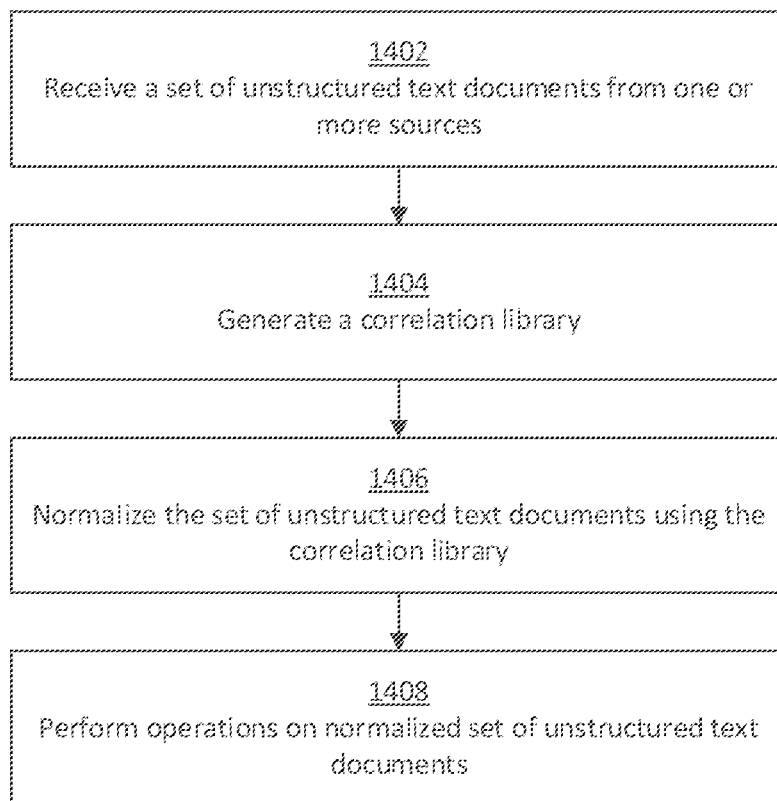 1402
Receive a set of unstructured text documents from one or
more sources
1404
Generate a correlation library
1406
Normalize the set of unstructured text documents using the
correlation library
1408
Perform operations on normalized set of unstructured text
documents